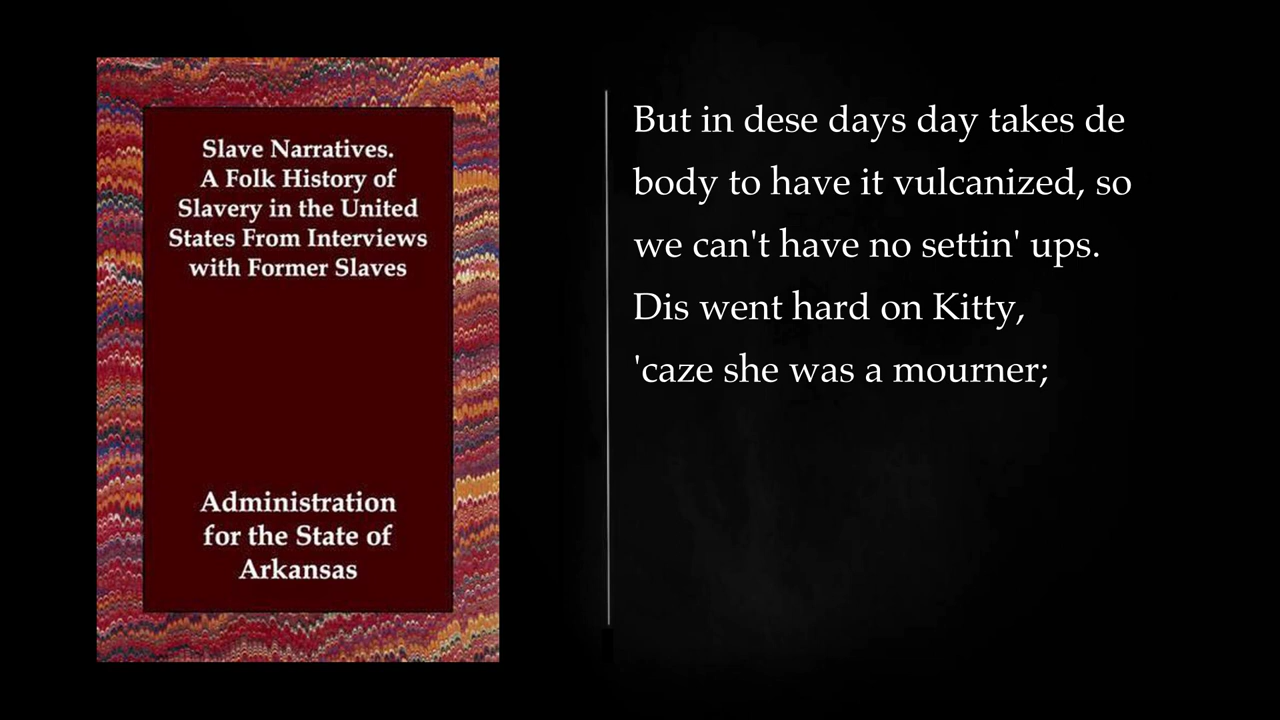 Slave Narratives.
A Folk History of
Slavery in the United
States From Interviews
with Former Slaves
Administration
for the State of
Arkansas
But in dese days day takes de
body to have it vulcanized, so
we can't have no settin' ups.
Dis went hard on Kitty,
'caze she was a mourner;